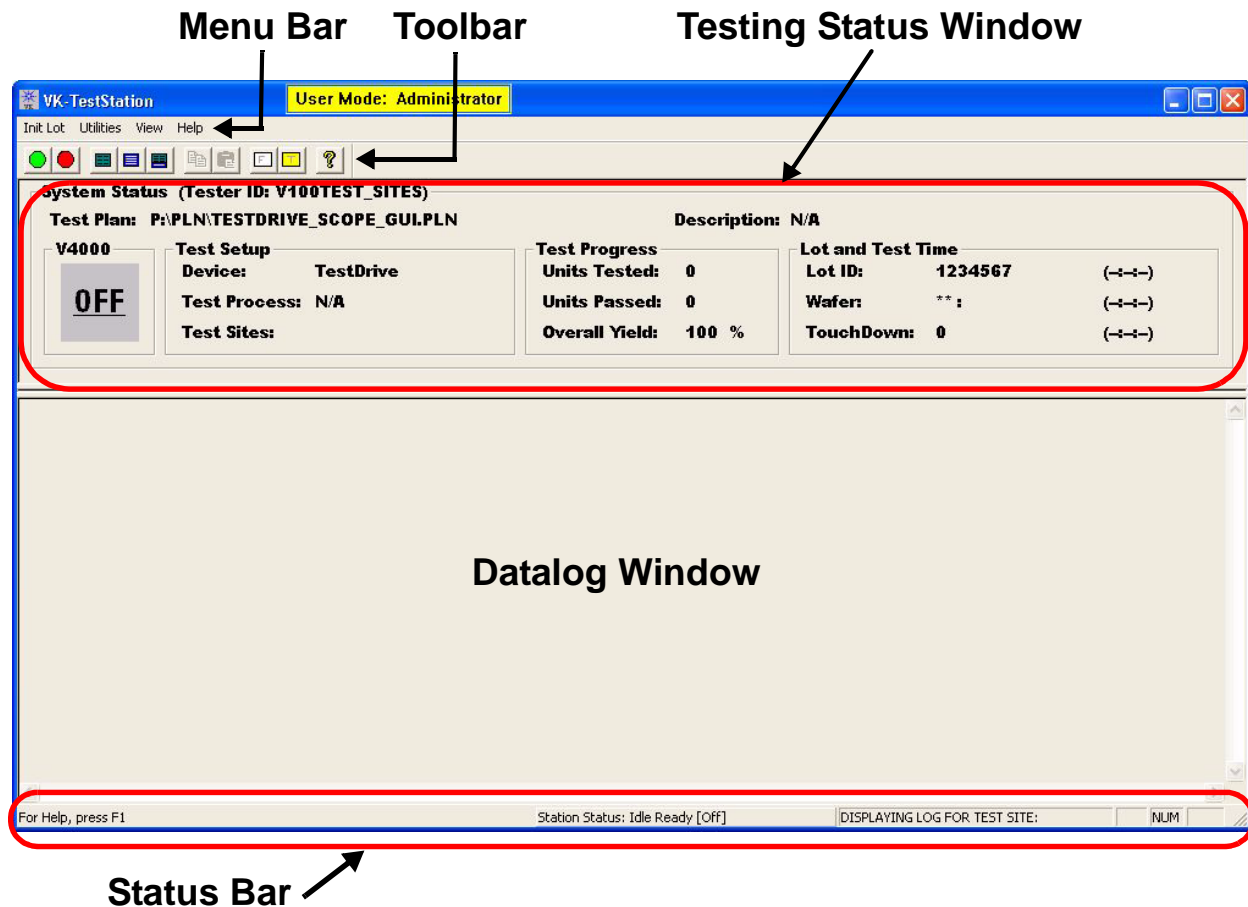 Menu Bar Toolbar Testing Status Window
VK-TestStation User Mode: Administrator
Init Lot Utilities View Help
F T ?
System Status (Tester ID: V100TEST_SITES)
Test Plan: P:\PLN\TESTDRIVE_SCOPE_GUI.PLN Description: N/A
V4000 Test Setup Test Progress Lot and Test Time
Device: TestDrive Units Tested: 0 Lot ID: 1234567 (--:--:--)
OFF Test Process: N/A Units Passed: 0 Wafer: ** : (--:--:--)
Test Sites: Overall Yield: 100 % TouchDown: 0 (--:--:--)
Datalog Window
For Help, press F1 Station Status: Idle Ready [Off] DISPLAYING LOG FOR TEST SITE: NUM
Status Bar